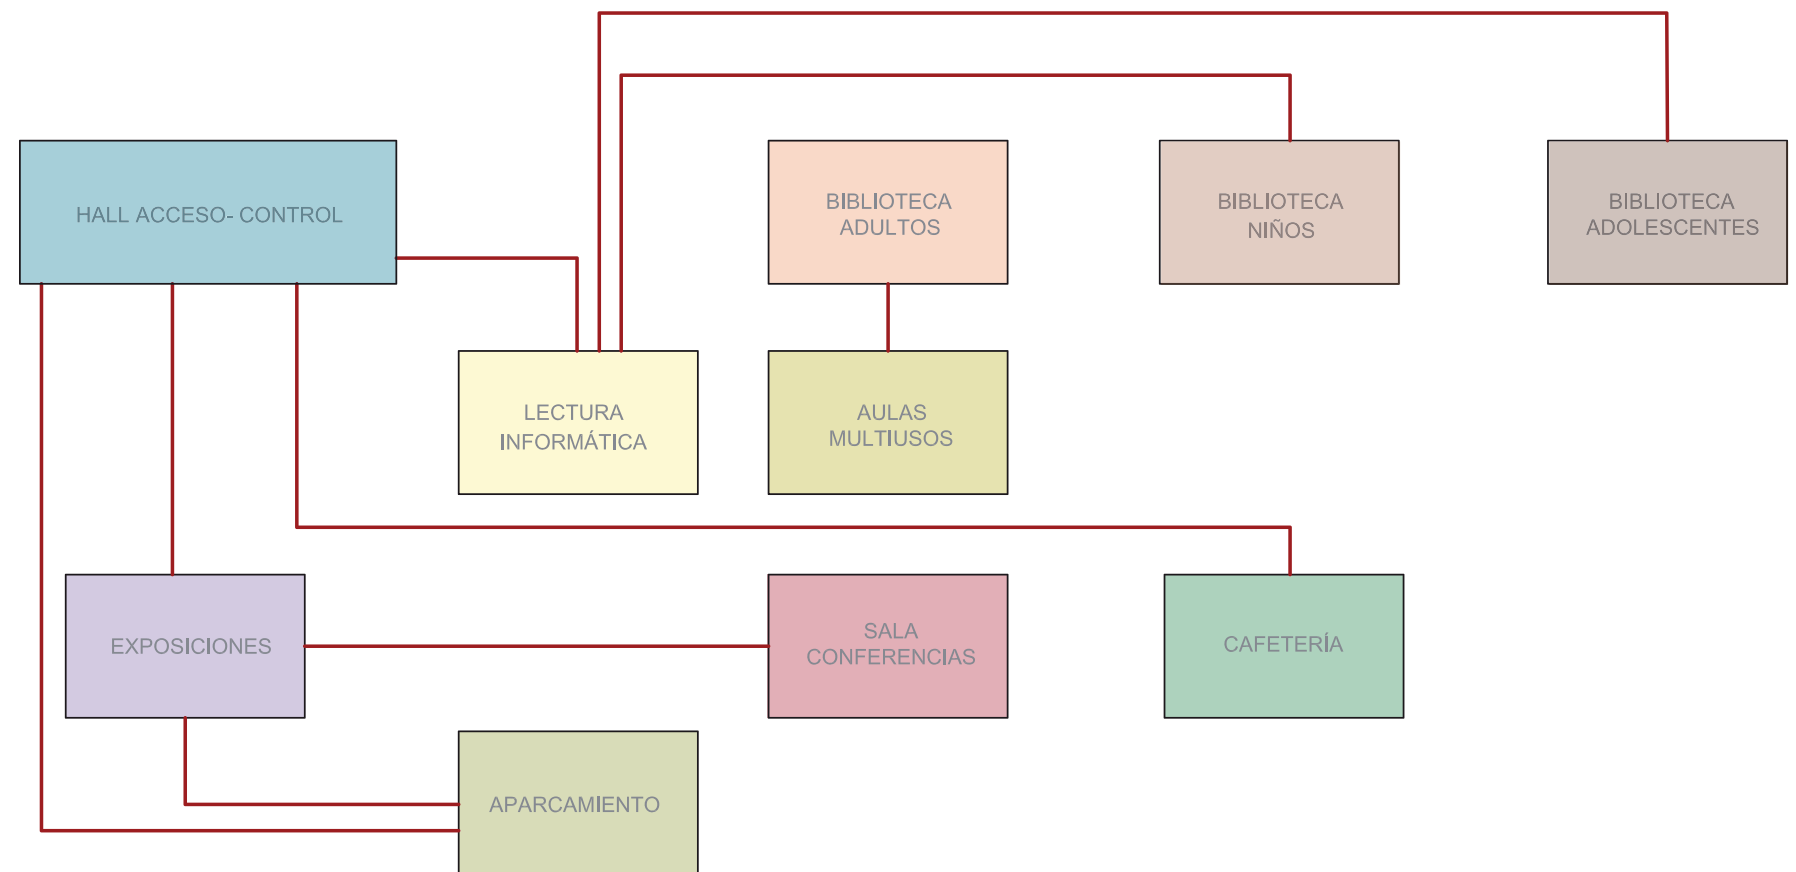 HALL ACCESO- CONTROL
BIBLIOTECA
ADULTOS
BIBLIOTECA
NIÑOS
BIBLIOTECA
ADOLESCENTES
LECTURA
INFORMÁTICA
AULAS
MULTIUSOS
EXPOSICIONES
SALA
CONFERENCIAS
CAFETERÍA
APARCAMIENTO